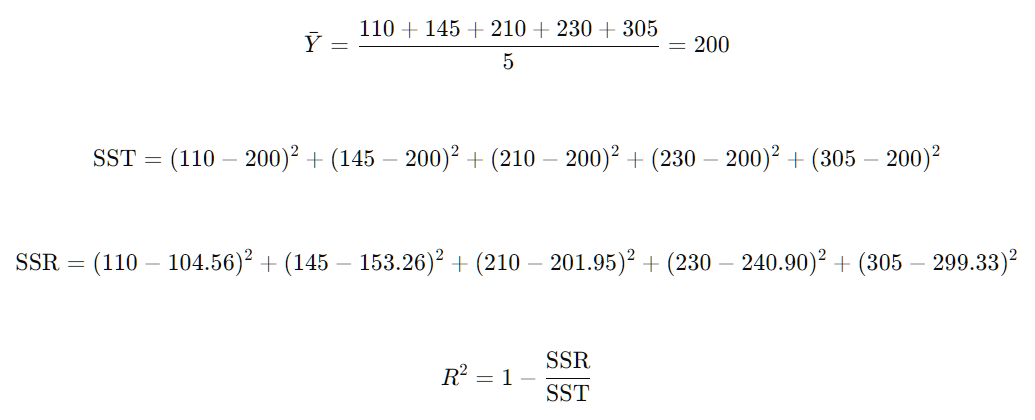 Ȳ = (110 + 145 + 210 + 230 + 305) / 5 = 200
SST = (110 − 200)² + (145 − 200)² + (210 − 200)² + (230 − 200)² + (305 − 200)²
SSR = (110 − 104.56)² + (145 − 153.26)² + (210 − 201.95)² + (230 − 240.90)² + (305 − 299.33)²
R² = 1 − SSR / SST